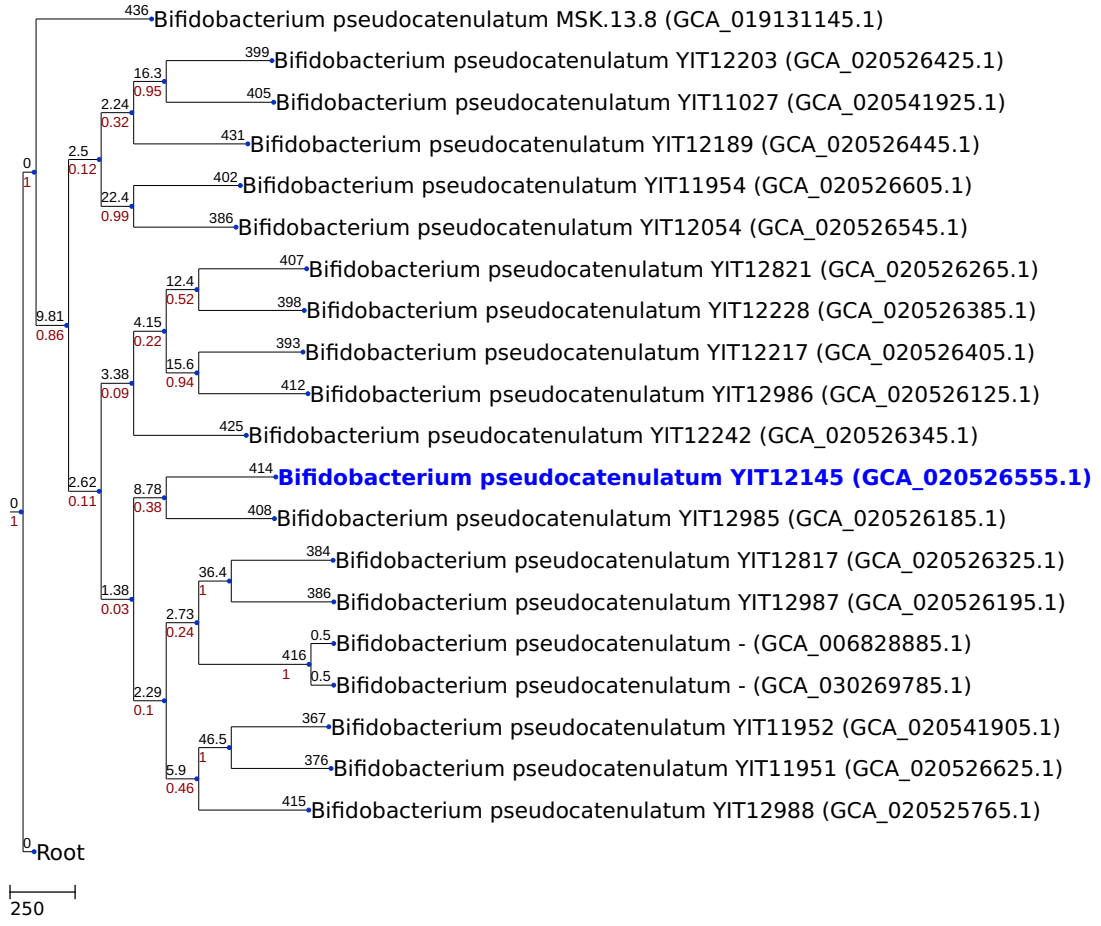 436
Bifidobacterium pseudocatenulatum MSK.13.8 (GCA_019131145.1)
399
Bifidobacterium pseudocatenulatum YIT12203 (GCA_020526425.1)
16.3
0.95
405
Bifidobacterium pseudocatenulatum YIT11027 (GCA_020541925.1)
2.24
0.32
431
Bifidobacterium pseudocatenulatum YIT12189 (GCA_020526445.1)
2.5
0.12
0
1
402
Bifidobacterium pseudocatenulatum YIT11954 (GCA_020526605.1)
22.4
0.99
386
Bifidobacterium pseudocatenulatum YIT12054 (GCA_020526545.1)
407
Bifidobacterium pseudocatenulatum YIT12821 (GCA_020526265.1)
12.4
0.52
398
Bifidobacterium pseudocatenulatum YIT12228 (GCA_020526385.1)
9.81
0.86
4.15
0.22
393
Bifidobacterium pseudocatenulatum YIT12217 (GCA_020526405.1)
15.6
0.94
3.38
0.09
412
Bifidobacterium pseudocatenulatum YIT12986 (GCA_020526125.1)
425
Bifidobacterium pseudocatenulatum YIT12242 (GCA_020526345.1)
414
Bifidobacterium pseudocatenulatum YIT12145 (GCA_020526555.1)
2.62
0.11
8.78
0.38
0
1
408
Bifidobacterium pseudocatenulatum YIT12985 (GCA_020526185.1)
384
Bifidobacterium pseudocatenulatum YIT12817 (GCA_020526325.1)
36.4
1
1.38
0.03
386
Bifidobacterium pseudocatenulatum YIT12987 (GCA_020526195.1)
2.73
0.24
0.5
Bifidobacterium pseudocatenulatum - (GCA_006828885.1)
416
1
0.5
Bifidobacterium pseudocatenulatum - (GCA_030269785.1)
2.29
0.1
367
Bifidobacterium pseudocatenulatum YIT11952 (GCA_020541905.1)
46.5
1
376
Bifidobacterium pseudocatenulatum YIT11951 (GCA_020526625.1)
5.9
0.46
415
Bifidobacterium pseudocatenulatum YIT12988 (GCA_020525765.1)
0
Root
250